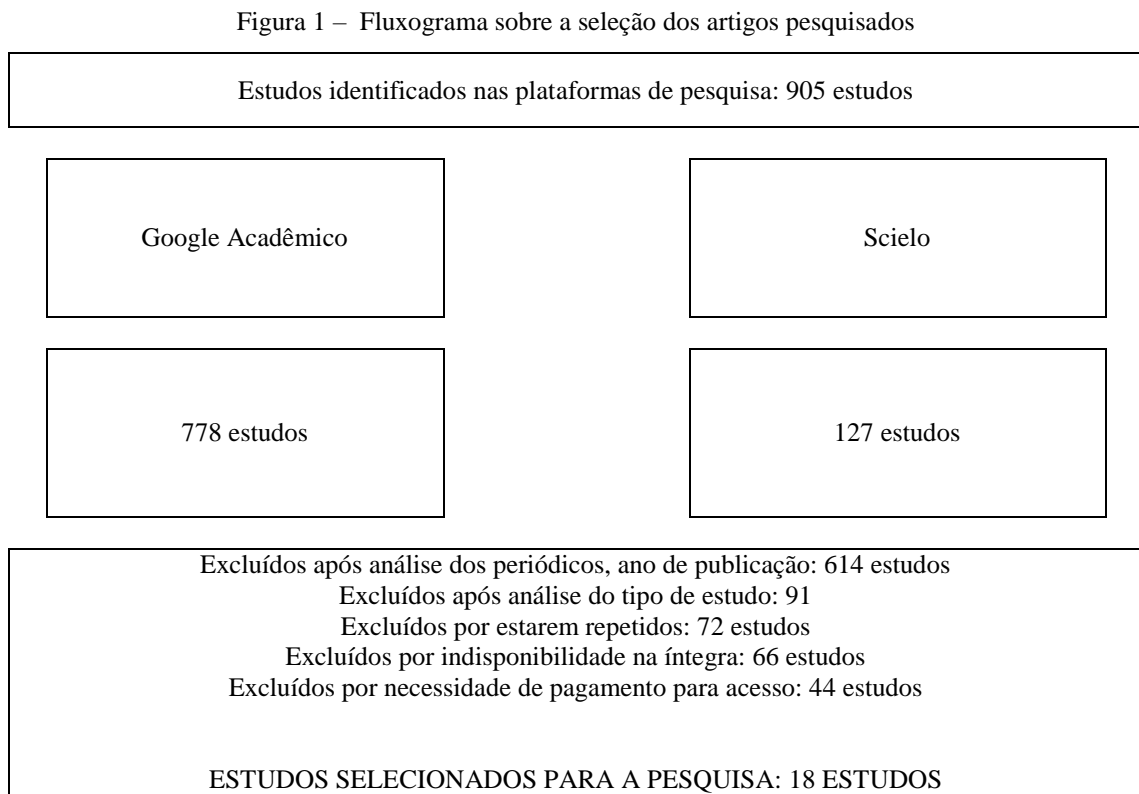 Figura 1 – Fluxograma sobre a seleção dos artigos pesquisados
Estudos identificados nas plataformas de pesquisa: 905 estudos
Google Acadêmico
Scielo
778 estudos
127 estudos
Excluídos após análise dos periódicos, ano de publicação: 614 estudos
Excluídos após análise do tipo de estudo: 91
Excluídos por estarem repetidos: 72 estudos
Excluídos por indisponibilidade na íntegra: 66 estudos
Excluídos por necessidade de pagamento para acesso: 44 estudos
ESTUDOS SELECIONADOS PARA A PESQUISA: 18 ESTUDOS